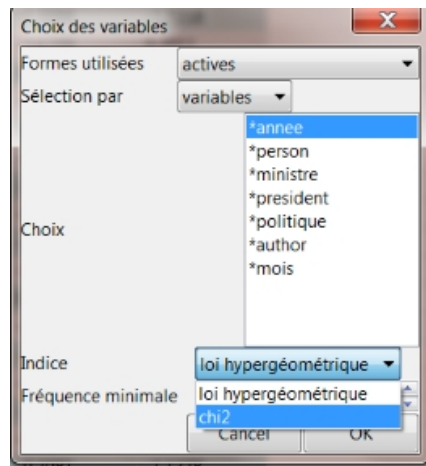 Choix des variables
Formes utilisées actives
Sélection par variables
*annee
*person
*ministre
*president
*politique
Choix
*author
*mois
Indice loi hypergéométrique
Fréquence minimale loi hypergéométrique
chi2
Cancel OK